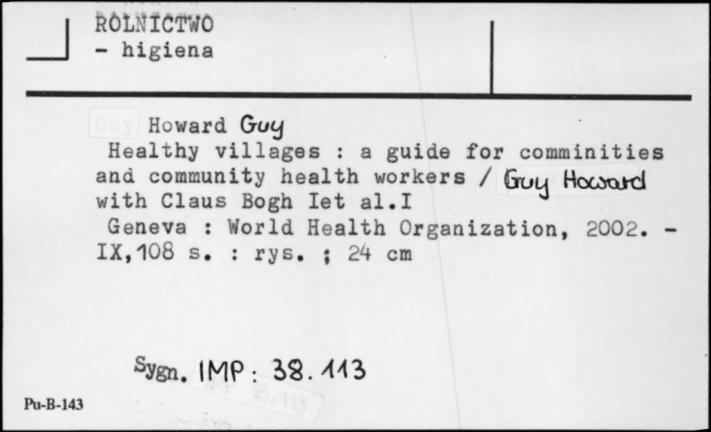 ROLNICTWO
- higiena
Howard Guy
Healthy villages : a guide for comminities
and community health workers / Guy Howard
with Claus Bogh Iet al.I
Geneva : World Health Organization, 2002. -
IX, 108 s. : rys. ; 24 cm
Sygn. IMP: 38.113
Pu-B-143